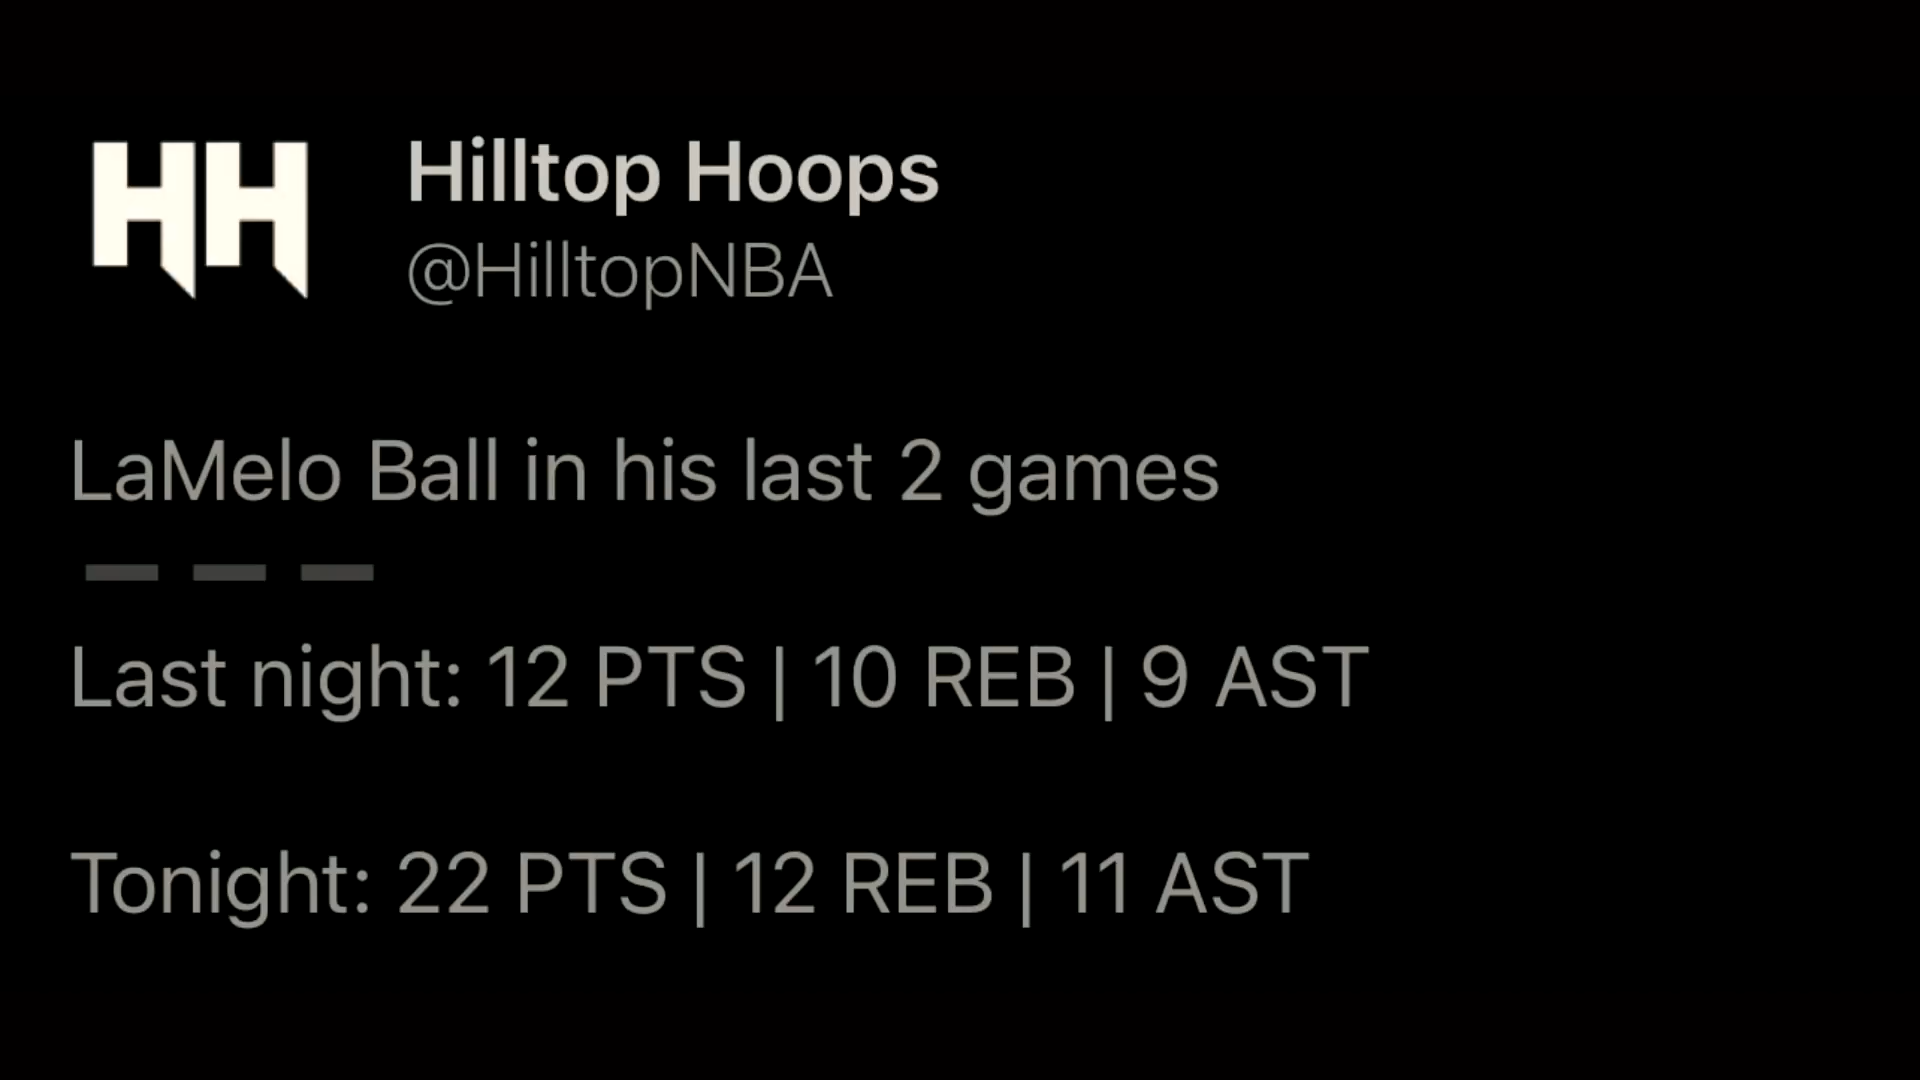 HH
Hilltop Hoops
@HilltopNBA
LaMelo Ball in his last 2 games
— — —
Last night: 12 PTS | 10 REB | 9 AST
Tonight: 22 PTS | 12 REB | 11 AST